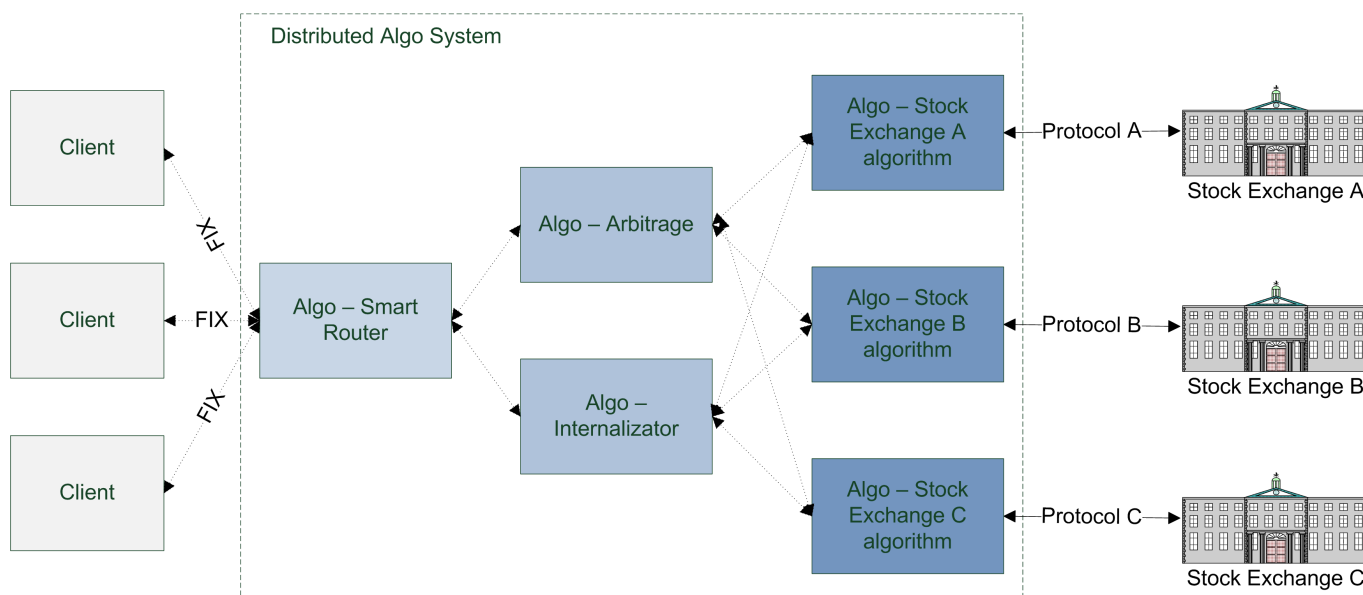 Distributed Algo System
Client
FIX
Client
FIX
Client
FIX
Algo – Smart
Router
Algo – Arbitrage
Algo –
Internalizator
Algo – Stock
Exchange A
algorithm
Algo – Stock
Exchange B
algorithm
Algo – Stock
Exchange C
algorithm
Protocol A
Stock Exchange A
Protocol B
Stock Exchange B
Protocol C
Stock Exchange C